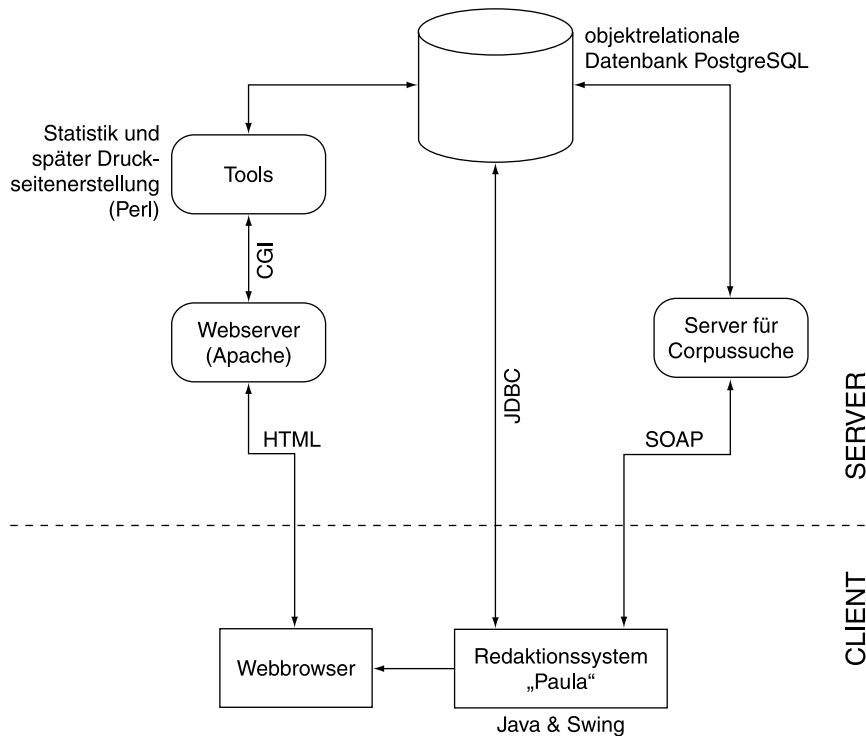 objektrelationale
Datenbank PostgreSQL
Statistik und
später Druck-
seitenerstellung
(Perl)
Tools
CGI
Webserver
(Apache)
Server für
Corpussuche
JDBC
HTML
SOAP
SERVER
CLIENT
Webbrowser
Redaktionssystem
„Paula“
Java & Swing